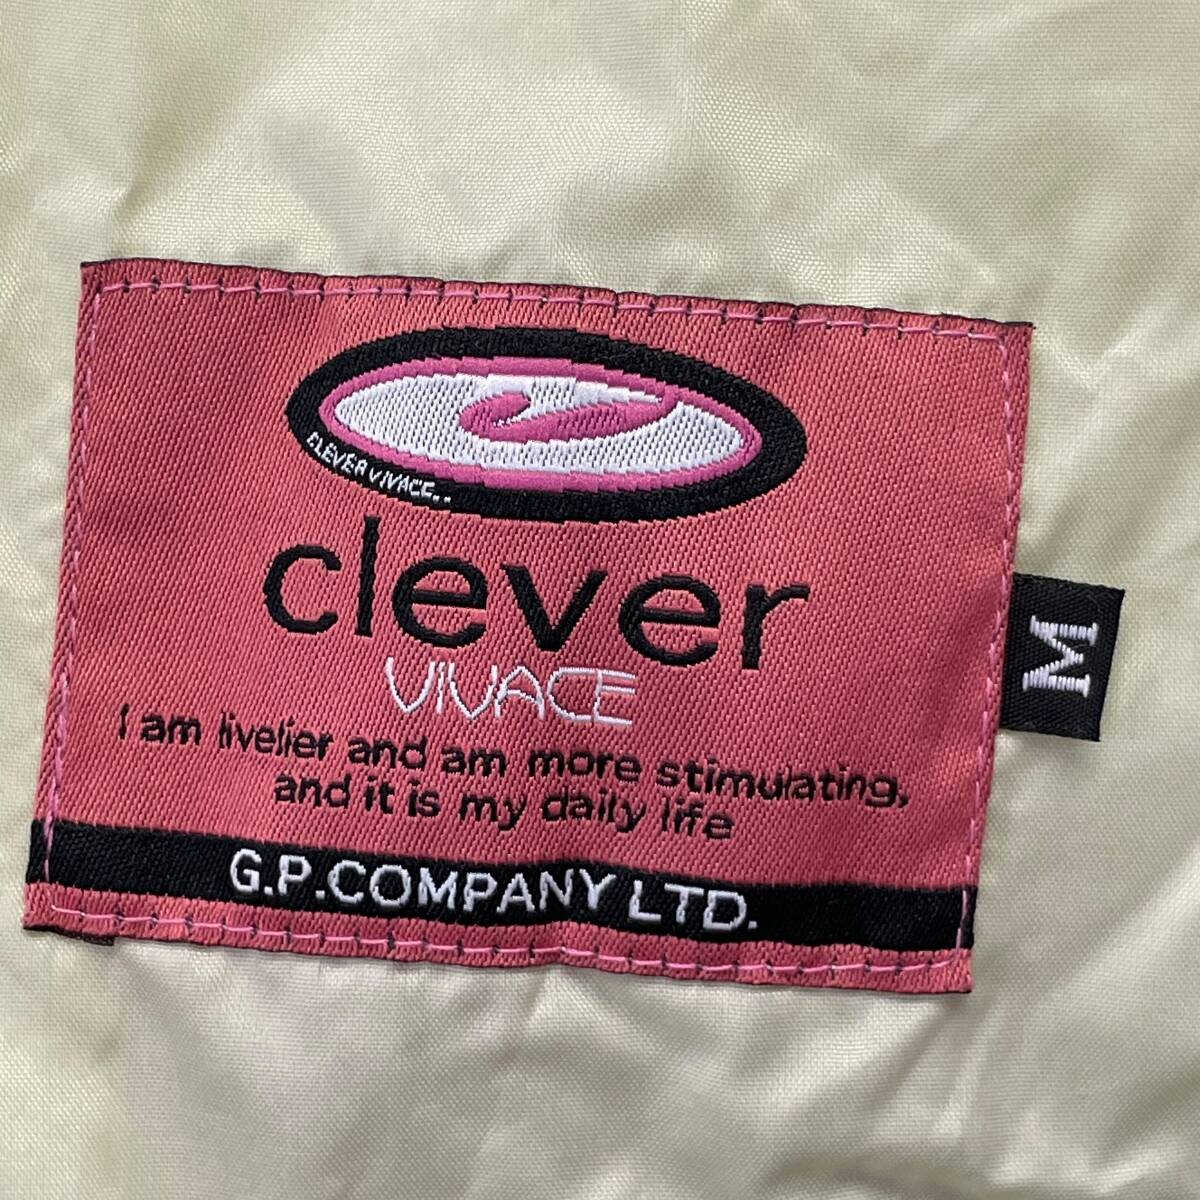 CLEVER VIVACE..
clever
VIVACE
I am livelier and am more stimulating,
and it is my daily life
G.P.COMPANY LTD.
M